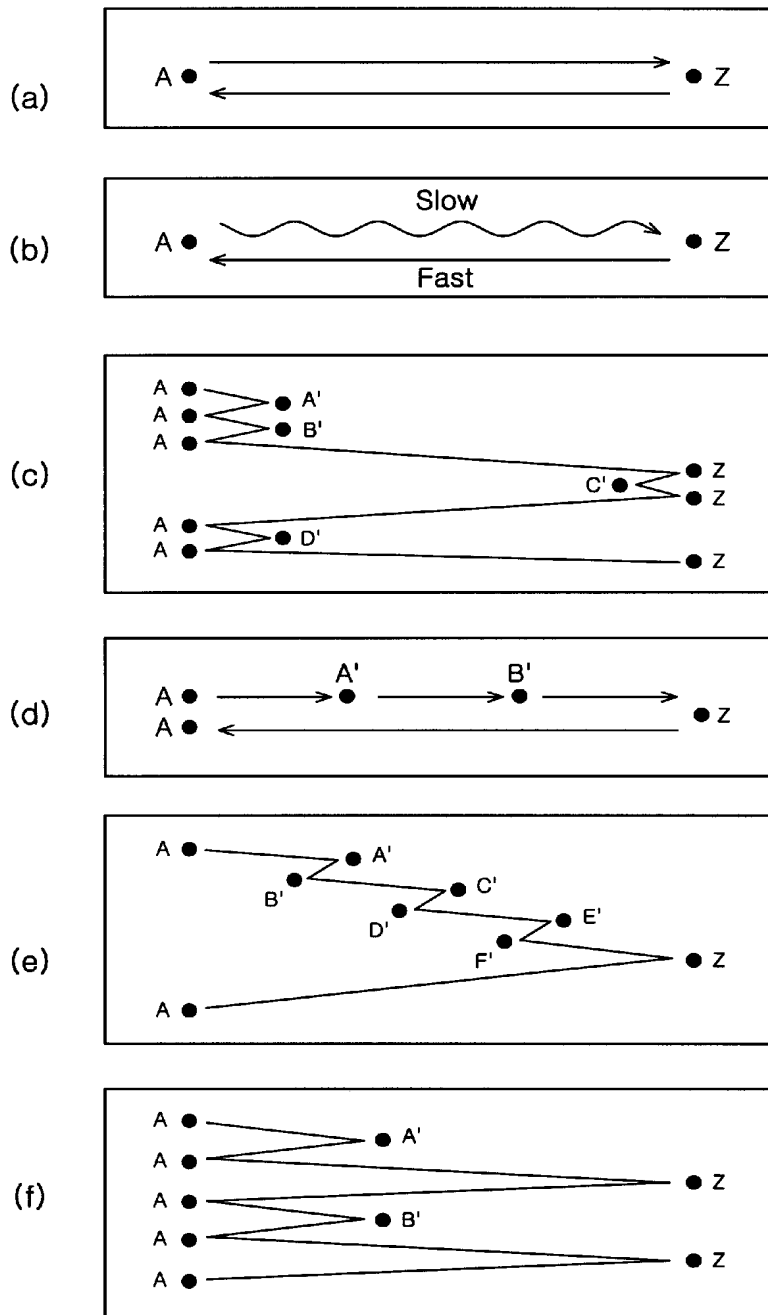 (a)
A Z
(b)
Slow
A Z
Fast
(c)
A A'
A B'
A
Z
C'
Z
A
D'
A
Z
(d)
A' B'
A
Z
A
(e)
A A'
B' C'
D' E'
F'
Z
A
(f)
A
A'
A
Z
A
B'
A
Z
A